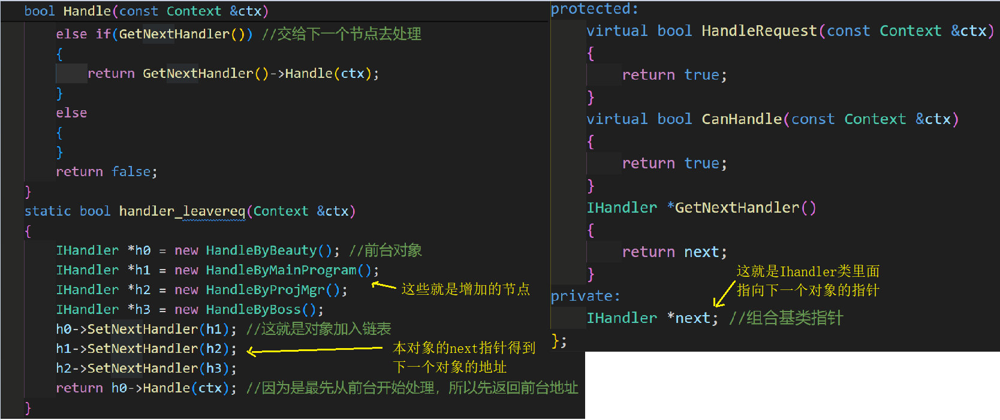 bool Handle(const Context &ctx)
else if(GetNextHandler()) //交给下一个节点去处理
{
return GetNextHandler()->Handle(ctx);
}
else
{
}
return false;
}
static bool handler_leavereq(Context &ctx)
{
IHandler *h0 = new HandleByBeauty(); //前台对象
IHandler *h1 = new HandleByMainProgram();
IHandler *h2 = new HandleByProjMgr();
这些就是增加的节点
IHandler *h3 = new HandleByBoss();
h0->SetNextHandler(h1); //这就是对象加入链表
h1->SetNextHandler(h2);
本对象的next指针得到
下一个对象的地址
h2->SetNextHandler(h3);
return h0->Handle(ctx); //因为是最先从前台开始处理，所以先返回前台地址
}
protected:
virtual bool HandleRequest(const Context &ctx)
{
return true;
}
virtual bool CanHandle(const Context &ctx)
{
return true;
}
IHandler *GetNextHandler()
{
return next;
}
这就是Ihandler类里面
指向下一个对象的指针
private:
IHandler *next; //组合基类指针
};